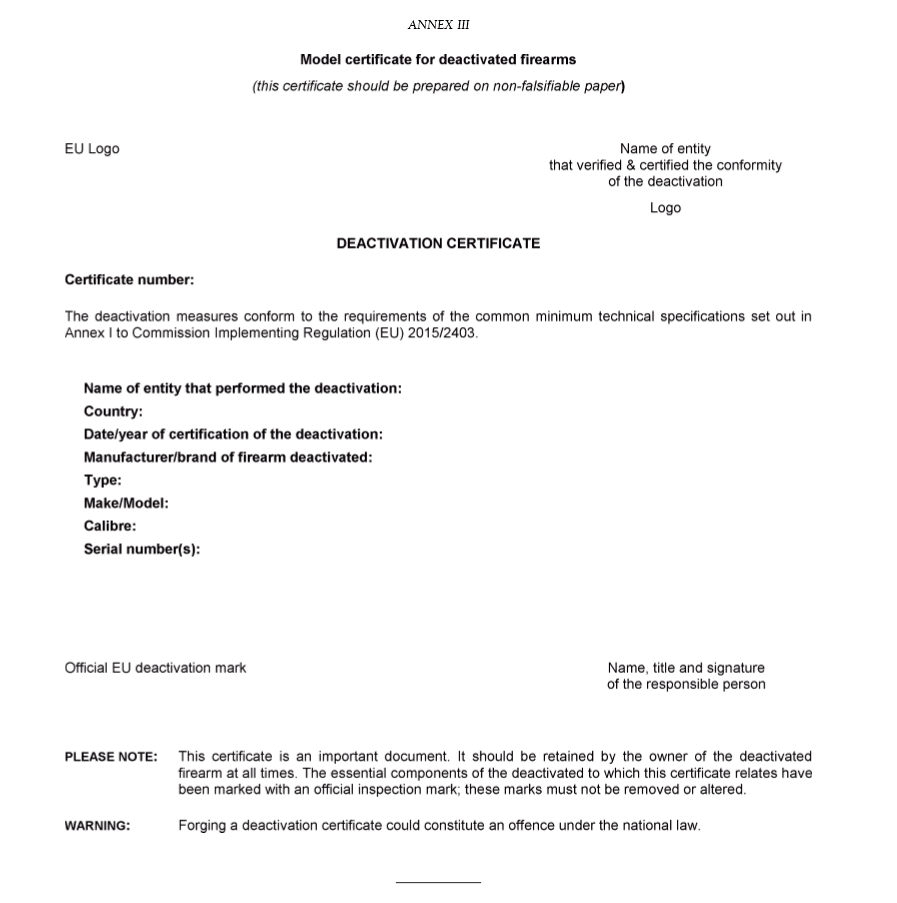 ANNEX III
Model certificate for deactivated firearms
(this certificate should be prepared on non-falsifiable paper)
EU Logo
Name of entity
that verified & certified the conformity
of the deactivation
Logo
DEACTIVATION CERTIFICATE
Certificate number:
The deactivation measures conform to the requirements of the common minimum technical specifications set out in
Annex I to Commission Implementing Regulation (EU) 2015/2403.
Name of entity that performed the deactivation:
Country:
Date/year of certification of the deactivation:
Manufacturer/brand of firearm deactivated:
Type:
Make/Model:
Calibre:
Serial number(s):
Official EU deactivation mark
Name, title and signature
of the responsible person
PLEASE NOTE: This certificate is an important document. It should be retained by the owner of the deactivated
firearm at all times. The essential components of the deactivated to which this certificate relates have
been marked with an official inspection mark; these marks must not be removed or altered.
WARNING: Forging a deactivation certificate could constitute an offence under the national law.